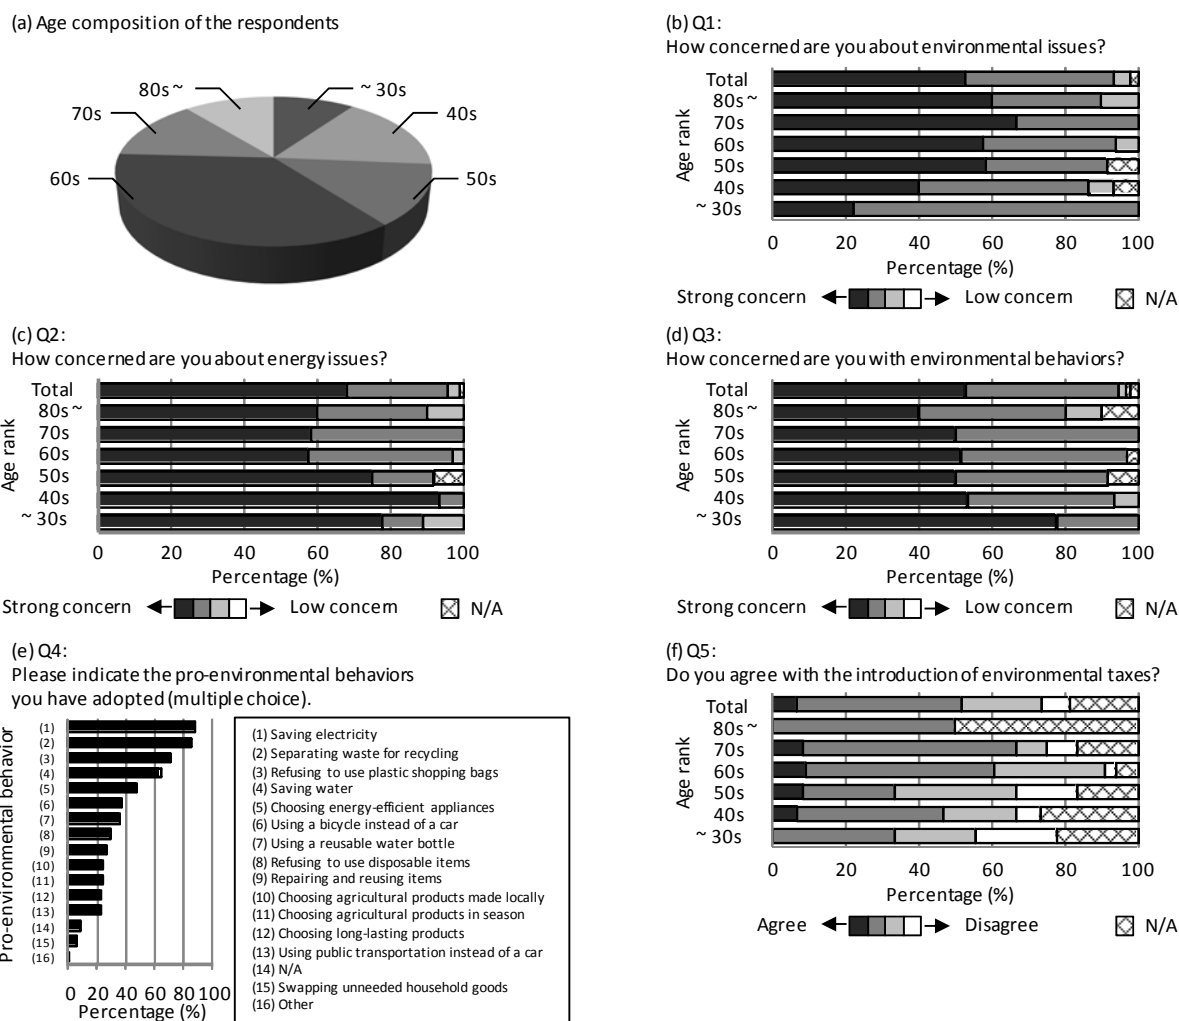 (a) Age composition of the respondents
80s ~
~ 30s
70s
40s
60s
50s
(b) Q1:
How concerned are you about environmental issues?
Age rank
Total
80s ~
70s
60s
50s
40s
~ 30s
0 20 40 60 80 100
Percentage (%)
Strong concern Low concern N/A
(c) Q2:
How concerned are you about energy issues?
Age rank
Total
80s ~
70s
60s
50s
40s
~ 30s
0 20 40 60 80 100
Percentage (%)
Strong concern Low concern N/A
(d) Q3:
How concerned are you with environmental behaviors?
Age rank
Total
80s ~
70s
60s
50s
40s
~ 30s
0 20 40 60 80 100
Percentage (%)
Strong concern Low concern N/A
(e) Q4:
Please indicate the pro-environmental behaviors
you have adopted (multiple choice).
Pro-environmental behavior
(1)
(2)
(3)
(4)
(5)
(6)
(7)
(8)
(9)
(10)
(11)
(12)
(13)
(14)
(15)
(16)
0 20 40 60 80 100
Percentage (%)
(1) Saving electricity
(2) Separating waste for recycling
(3) Refusing to use plastic shopping bags
(4) Saving water
(5) Choosing energy-efficient appliances
(6) Using a bicycle instead of a car
(7) Using a reusable water bottle
(8) Refusing to use disposable items
(9) Repairing and reusing items
(10) Choosing agricultural products made locally
(11) Choosing agricultural products in season
(12) Choosing long-lasting products
(13) Using public transportation instead of a car
(14) N/A
(15) Swapping unneeded household goods
(16) Other
(f) Q5:
Do you agree with the introduction of environmental taxes?
Age rank
Total
80s ~
70s
60s
50s
40s
~ 30s
0 20 40 60 80 100
Percentage (%)
Agree Disagree N/A